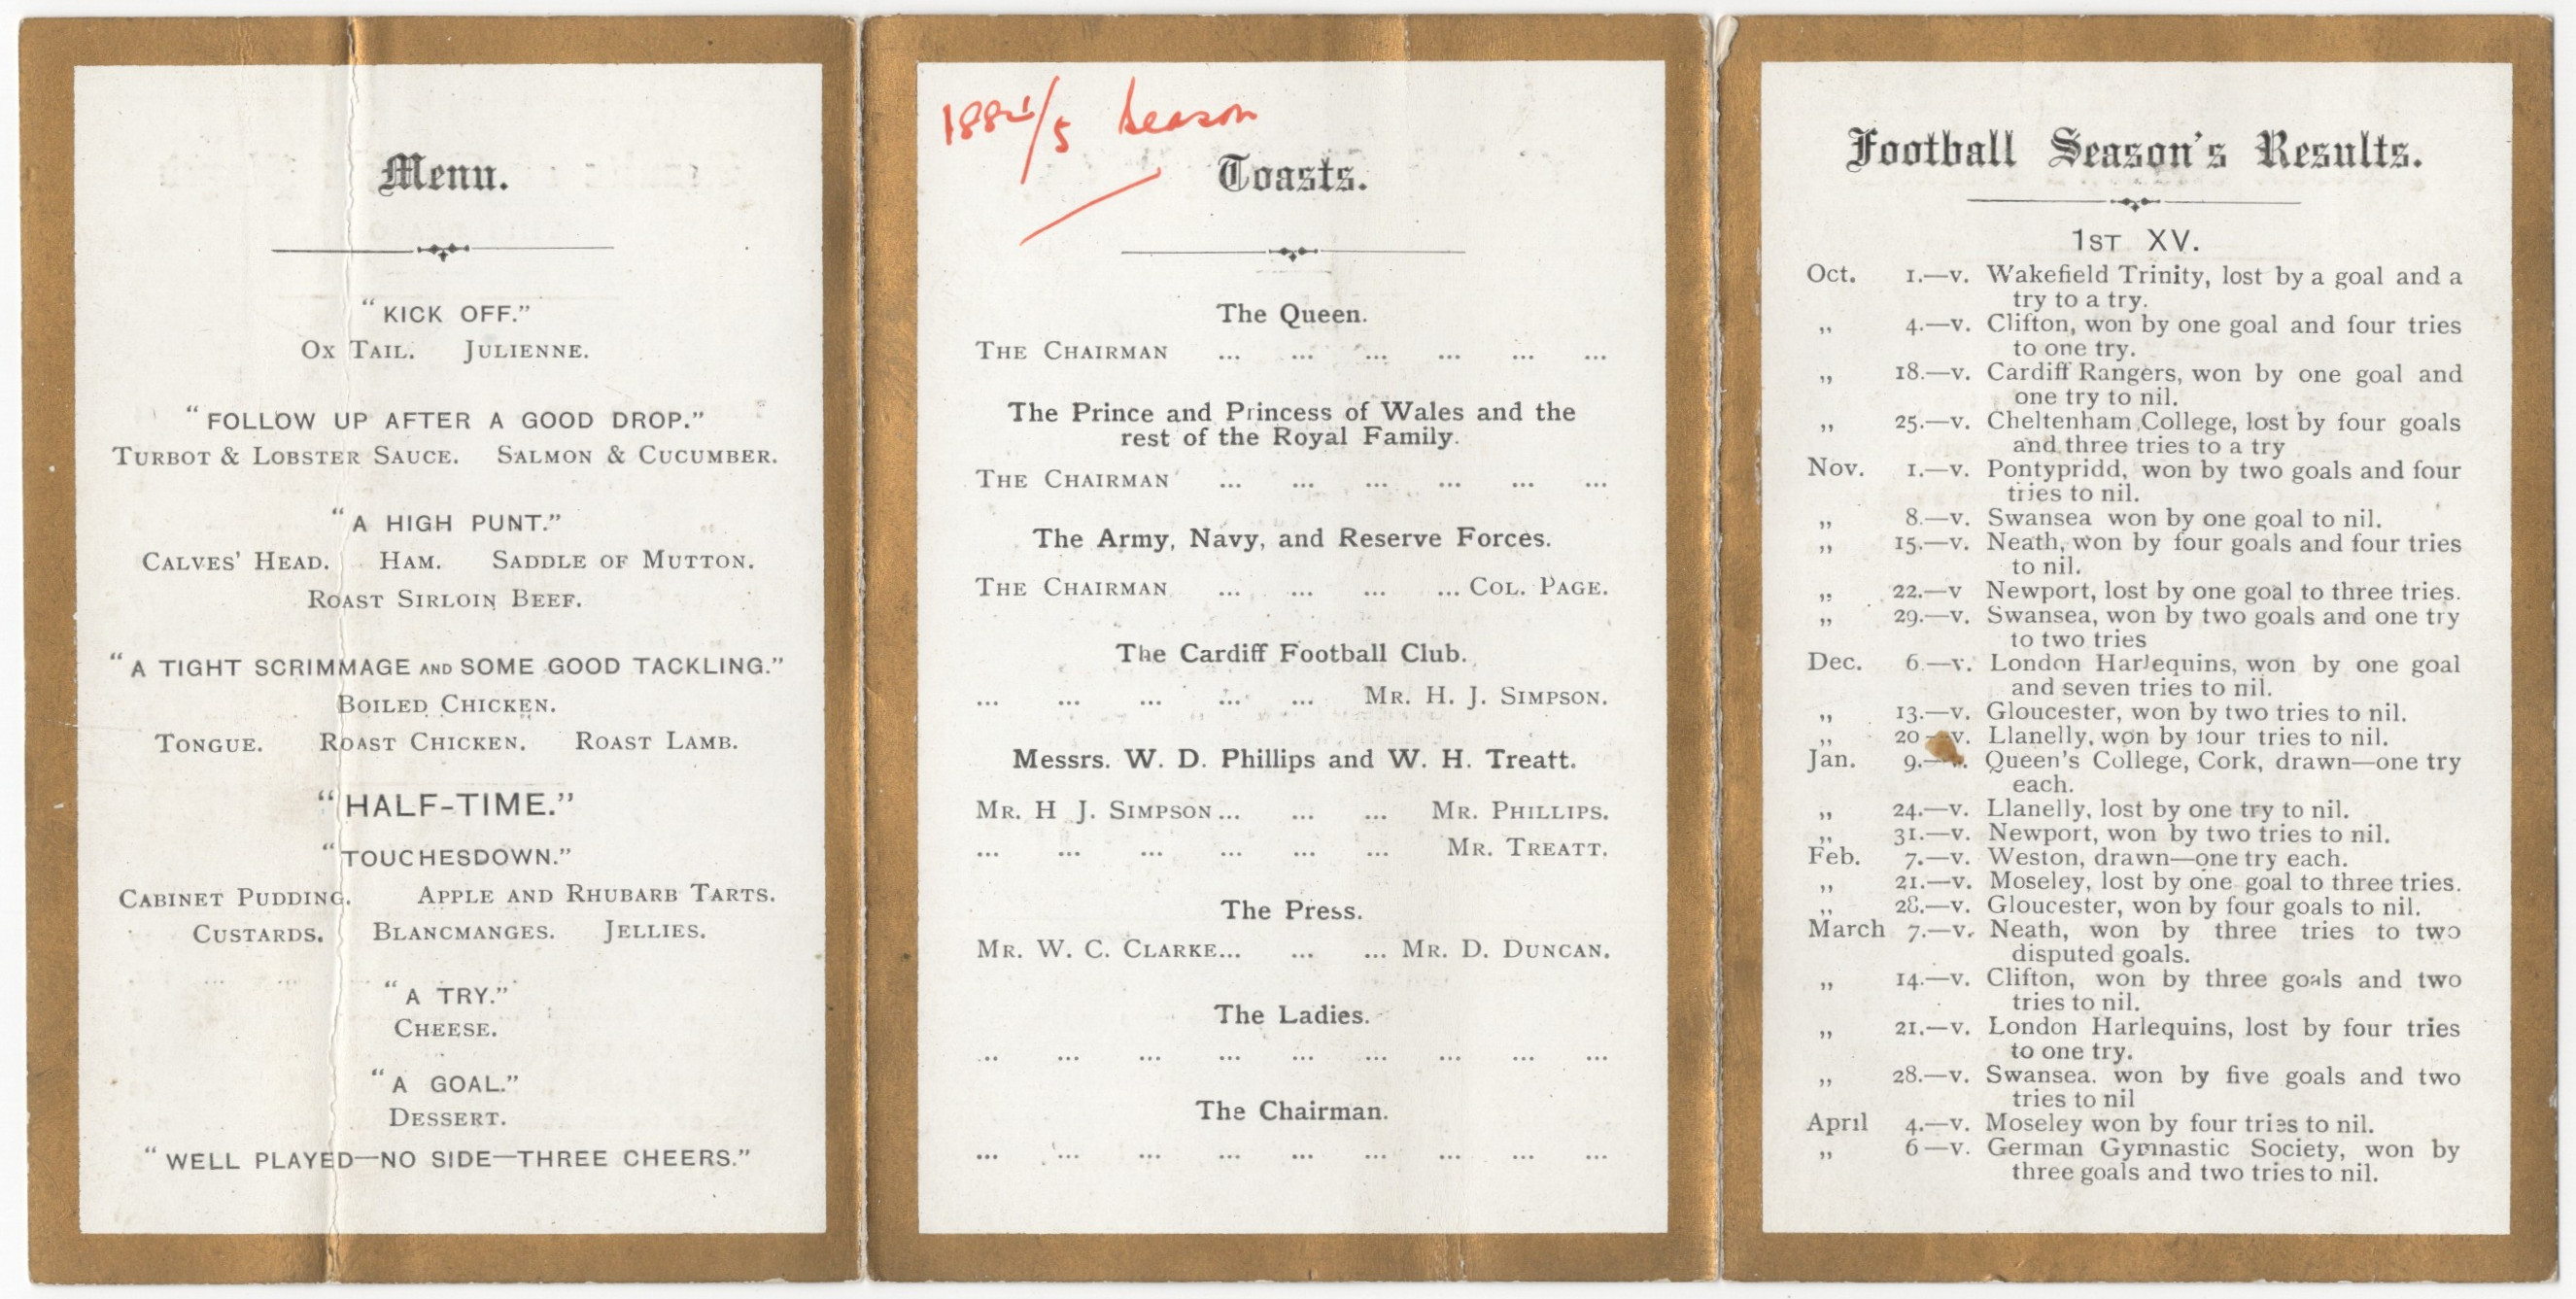 Menu.
"KICK OFF."
OX TAIL. JULIENNE.
"FOLLOW UP AFTER A GOOD DROP."
TURBOT & LOBSTER SAUCE. SALMON & CUCUMBER.
"A HIGH PUNT."
CALVES' HEAD. HAM. SADDLE OF MUTTON.
ROAST SIRLOIN BEEF.
"A TIGHT SCRIMMAGE AND SOME GOOD TACKLING."
BOILED CHICKEN.
TONGUE. ROAST CHICKEN. ROAST LAMB.
"HALF-TIME."
"TOUCHESDOWN."
CABINET PUDDING. APPLE AND RHUBARB TARTS.
CUSTARDS. BLANCMANGES. JELLIES.
"A TRY."
CHEESE.
"A GOAL."
DESSERT.
"WELL PLAYED—NO SIDE—THREE CHEERS."
1884/5 Season
Toasts.
The Queen.
THE CHAIRMAN ... ... ... ... ... ...
The Prince and Princess of Wales and the
rest of the Royal Family.
THE CHAIRMAN ... ... ... ... ... ...
The Army, Navy, and Reserve Forces.
THE CHAIRMAN ... ... ... ... COL. PAGE.
The Cardiff Football Club.
... ... ... ... ... MR. H. J. SIMPSON.
Messrs. W. D. Phillips and W. H. Treatt.
MR. H J. SIMPSON... ... ... MR. PHILLIPS.
... ... ... ... ... ... MR. TREATT.
The Press.
MR. W. C. CLARKE... ... ... MR. D. DUNCAN.
The Ladies.
... ... ... ... ... ... ... ... ...
The Chairman.
... ... ... ... ... ... ... ... ...
Football Season's Results.
1ST XV.
Oct. 1.—v. Wakefield Trinity, lost by a goal and a
try to a try.
,, 4.—v. Clifton, won by one goal and four tries
to one try.
,, 18.—v. Cardiff Rangers, won by one goal and
one try to nil.
,, 25.—v. Cheltenham College, lost by four goals
and three tries to a try
Nov. 1.—v. Pontypridd, won by two goals and four
tries to nil.
,, 8.—v. Swansea won by one goal to nil.
,, 15.—v. Neath, won by four goals and four tries
to nil.
,, 22.—v Newport, lost by one goal to three tries.
,, 29.—v. Swansea, won by two goals and one try
to two tries
Dec. 6.—v. London Harlequins, won by one goal
and seven tries to nil.
,, 13.—v. Gloucester, won by two tries to nil.
,, 20—v. Llanelly, won by four tries to nil.
Jan. 9.—v. Queen's College, Cork, drawn—one try
each.
,, 24.—v. Llanelly, lost by one try to nil.
,, 31.—v. Newport, won by two tries to nil.
Feb. 7.—v. Weston, drawn—one try each.
,, 21.—v. Moseley, lost by one goal to three tries.
,, 28.—v. Gloucester, won by four goals to nil.
March 7.—v. Neath, won by three tries to two
disputed goals.
,, 14.—v. Clifton, won by three goals and two
tries to nil.
,, 21.—v. London Harlequins, lost by four tries
to one try.
,, 28.—v. Swansea. won by five goals and two
tries to nil
April 4.—v. Moseley won by four tries to nil.
,, 6—v. German Gymnastic Society, won by
three goals and two tries to nil.